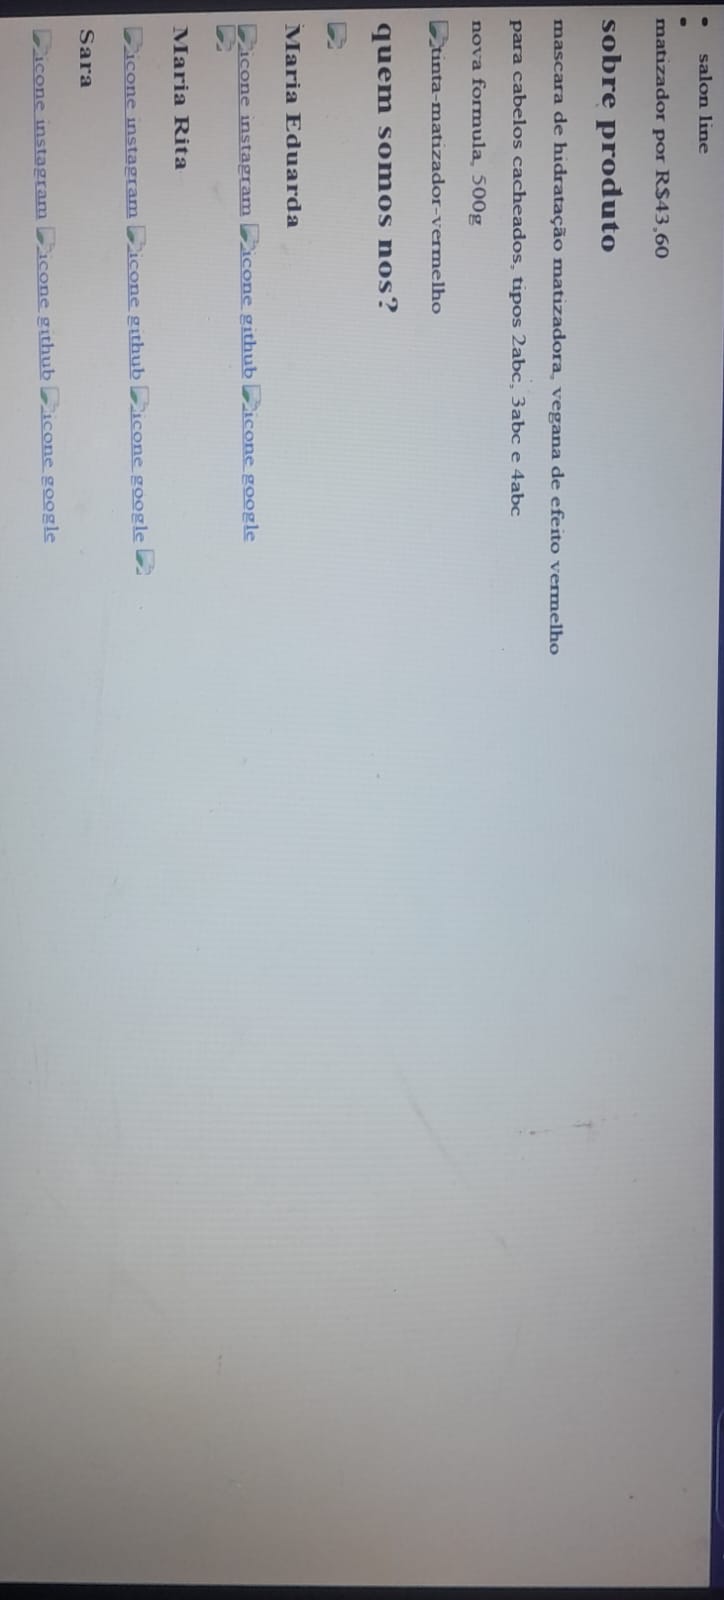 salon line
matizador por R$43,60
sobre produto
mascara de hidratação matizadora, vegana de efeito vermelho
para cabelos cacheados, tipos 2abc, 3abc e 4abc
nova formula, 500g
tinta-matizador-vermelho
quem somos nos?
Maria Eduarda
icone instagram icone github icone google
Maria Rita
icone instagram icone github icone google
Sara
icone instagram icone github icone google